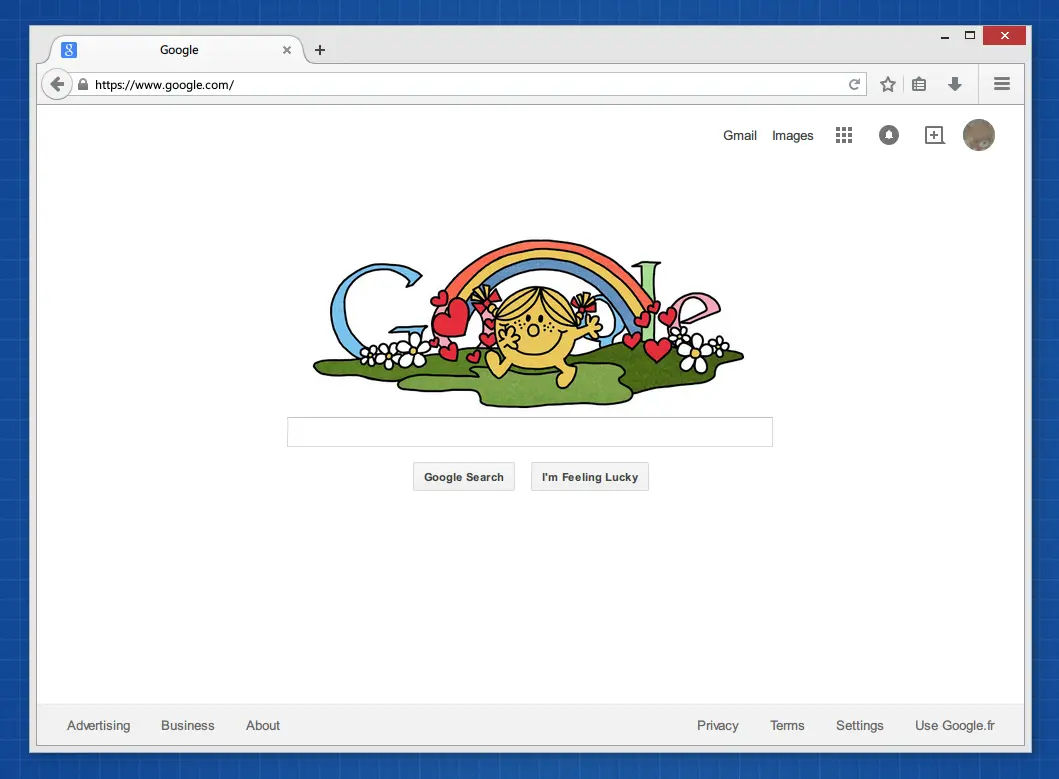 Google
https://www.google.com/
Gmail Images
Google
Google Search I'm Feeling Lucky
Advertising Business About Privacy Terms Settings Use Google.fr